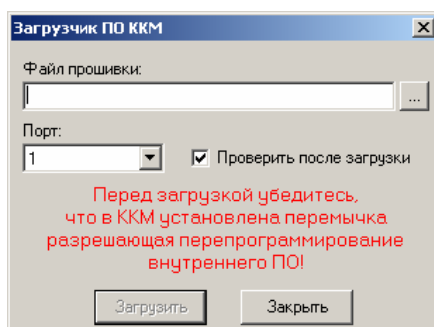 Загрузчик ПО ККМ
Файл прошивки:
...
Порт:
1
Проверить после загрузки
Перед загрузкой убедитесь,
что в ККМ установлена перемычка
разрешающая перепрограммирование
внутреннего ПО!
Загрузить Закрыть